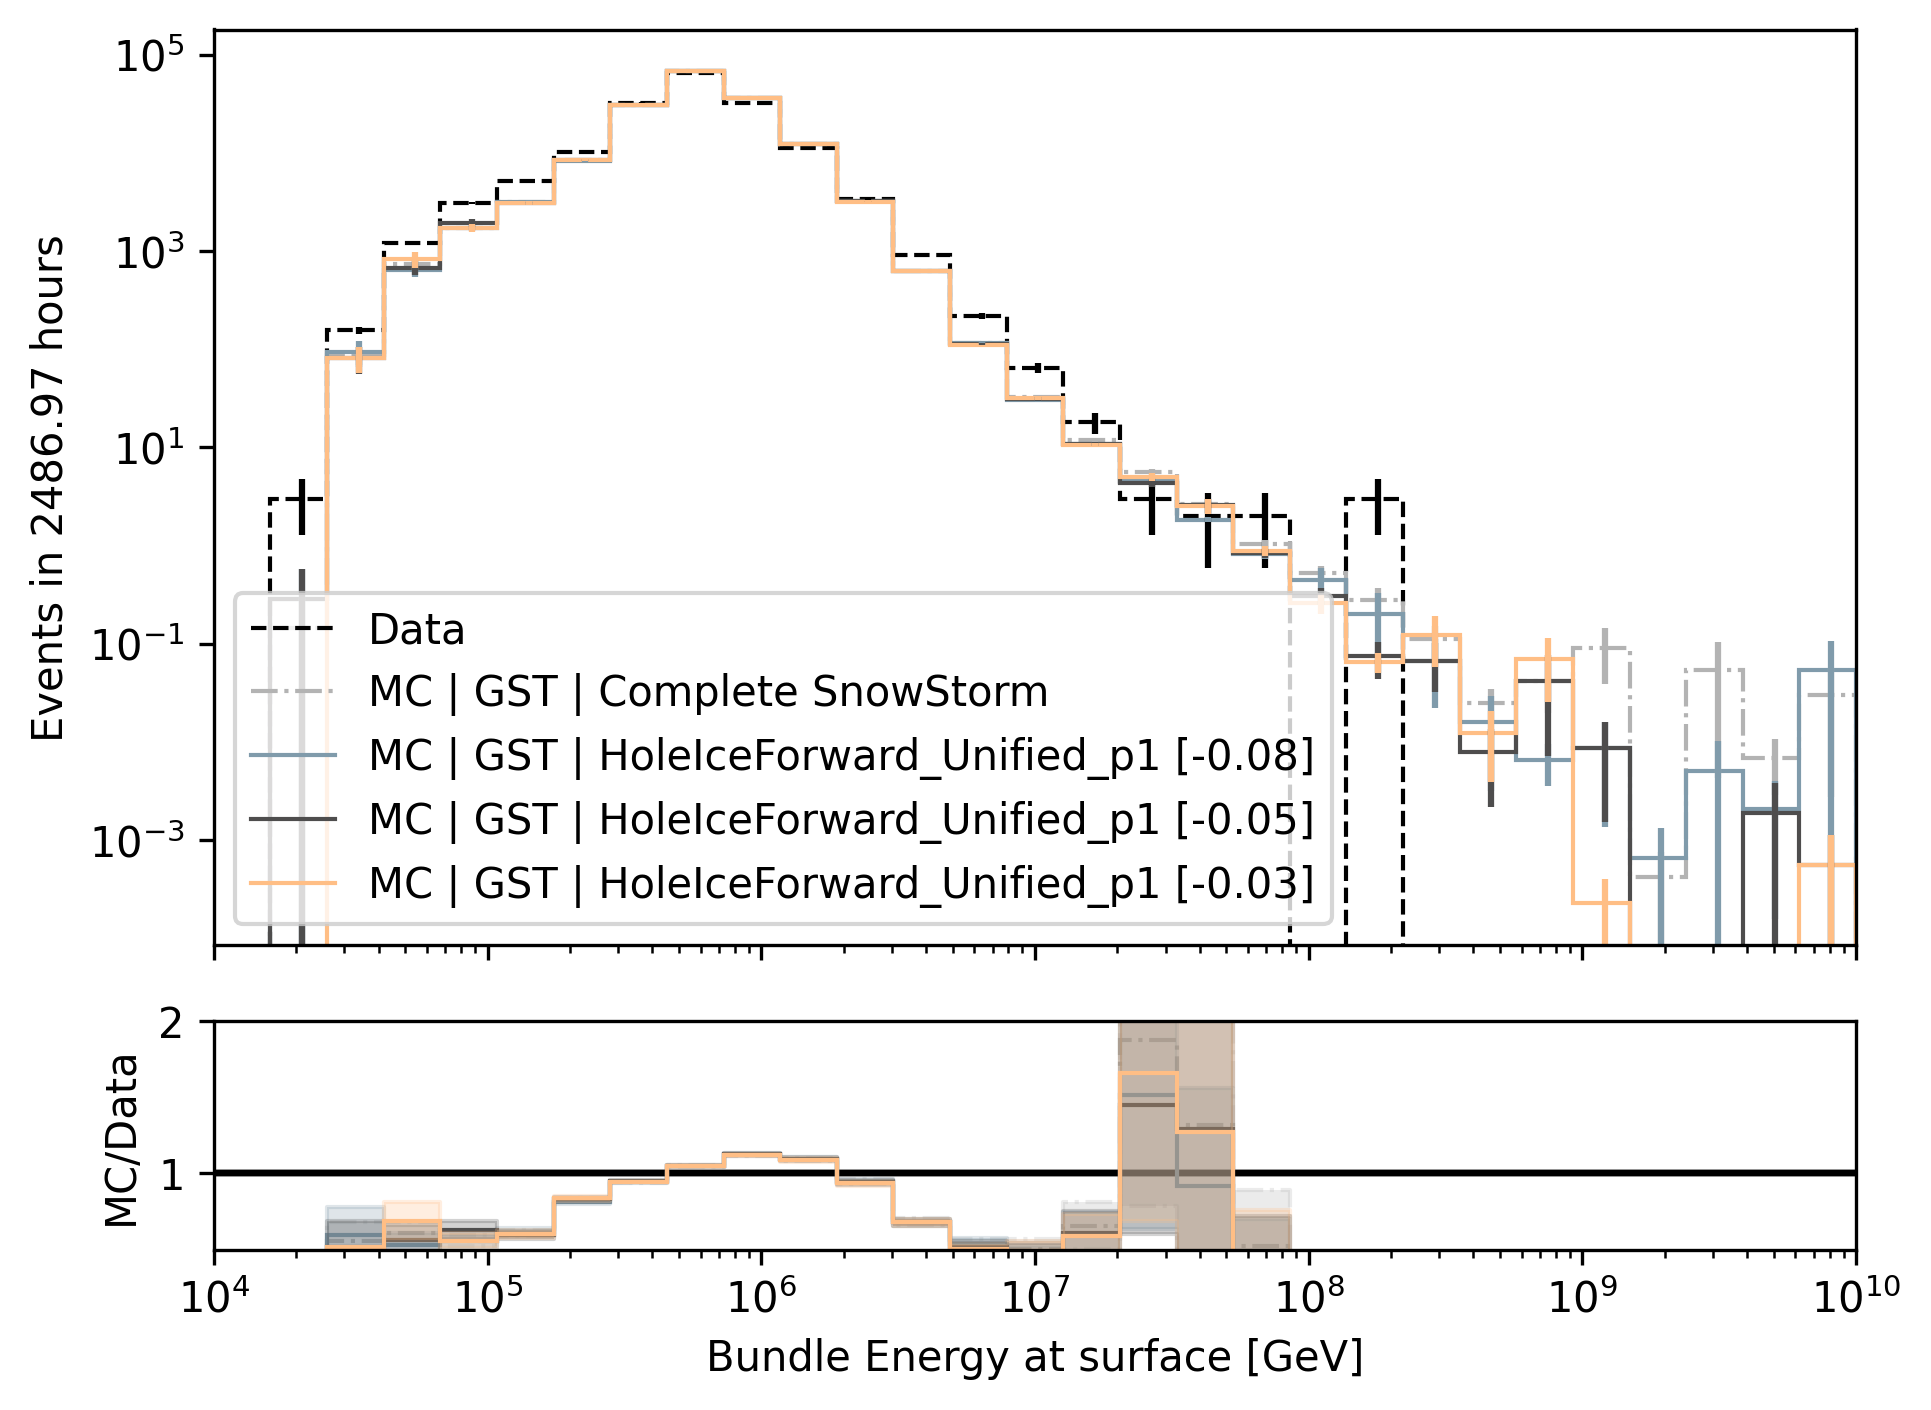 10^5
10^3
10^1
10^−1
10^−3
Events in 2486.97 hours
Data
MC | GST | Complete SnowStorm
MC | GST | HoleIceForward_Unified_p1 [-0.08]
MC | GST | HoleIceForward_Unified_p1 [-0.05]
MC | GST | HoleIceForward_Unified_p1 [-0.03]
2
1
MC/Data
10^4 10^5 10^6 10^7 10^8 10^9 10^10
Bundle Energy at surface [GeV]